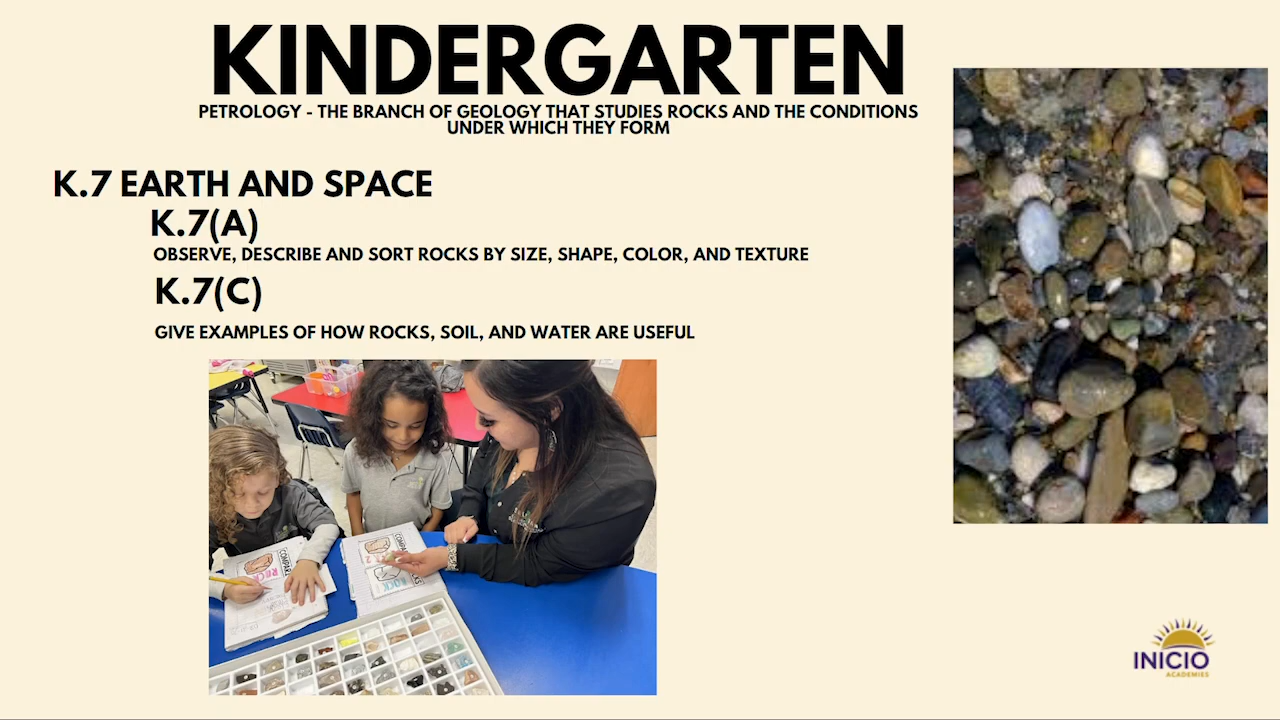 KINDERGARTEN
PETROLOGY - THE BRANCH OF GEOLOGY THAT STUDIES ROCKS AND THE CONDITIONS
UNDER WHICH THEY FORM
K.7 EARTH AND SPACE
K.7(A)
OBSERVE, DESCRIBE AND SORT ROCKS BY SIZE, SHAPE, COLOR, AND TEXTURE
K.7(C)
GIVE EXAMPLES OF HOW ROCKS, SOIL, AND WATER ARE USEFUL
ROCK
INICIO
ACADEMIES